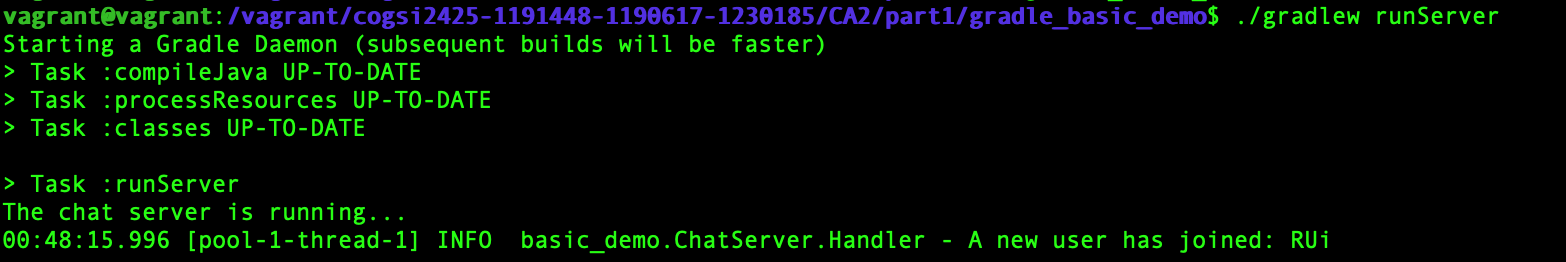 vagrant@vagrant:/vagrant/cogsi2425-1191448-1190617-1230185/CA2/part1/gradle_basic_demo$ ./gradlew runServer
Starting a Gradle Daemon (subsequent builds will be faster)
> Task :compileJava UP-TO-DATE
> Task :processResources UP-TO-DATE
> Task :classes UP-TO-DATE
> Task :runServer
The chat server is running...
00:48:15.996 [pool-1-thread-1] INFO  basic_demo.ChatServer.Handler - A new user has joined: RUi